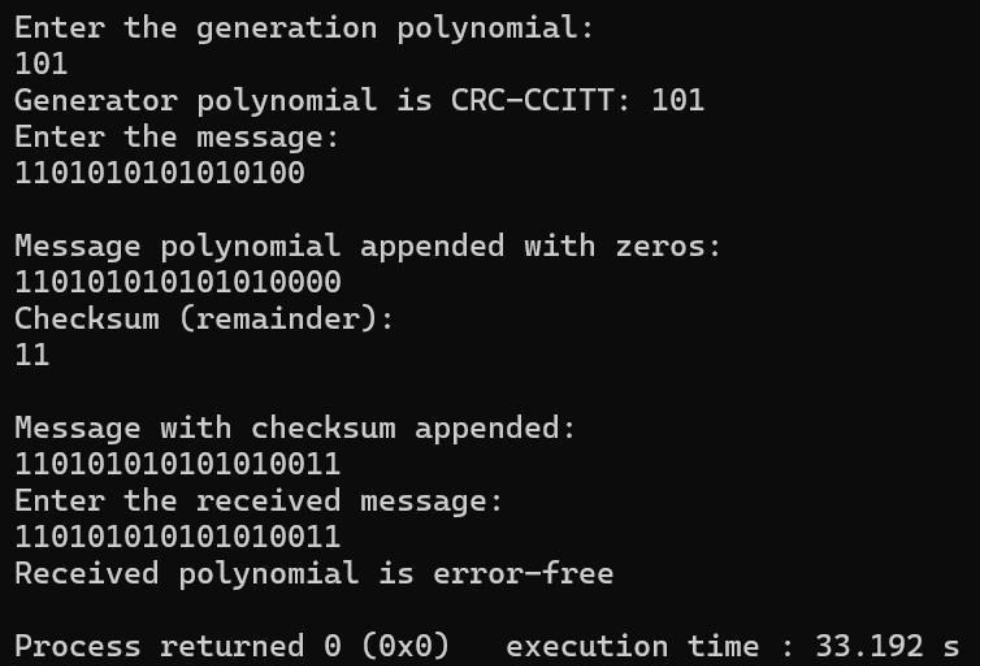 Enter the generation polynomial:
101
Generator polynomial is CRC-CCITT: 101
Enter the message:
1101010101010100
Message polynomial appended with zeros:
110101010101010000
Checksum (remainder):
11
Message with checksum appended:
110101010101010011
Enter the received message:
110101010101010011
Received polynomial is error-free
Process returned 0 (0x0)   execution time : 33.192 s